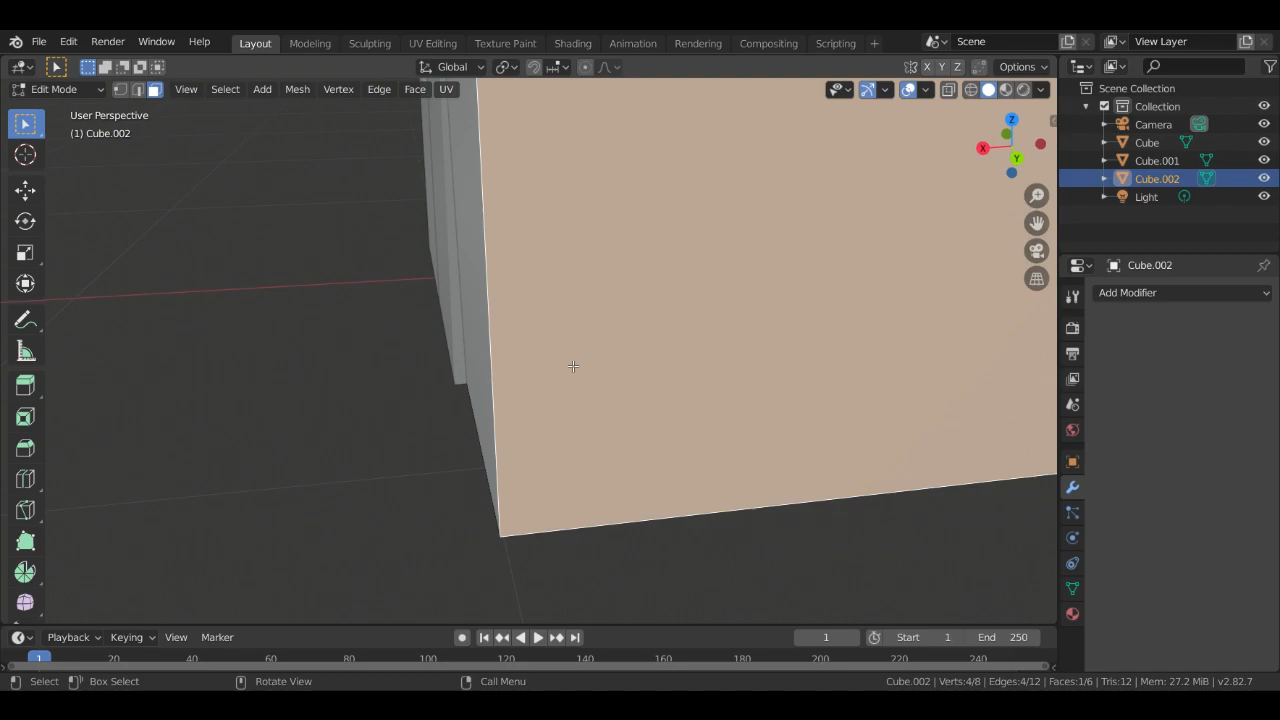 File Edit Render Window Help Layout Modeling Sculpting UV Editing Texture Paint Shading Animation Rendering Compositing Scripting + Scene View Layer
Global Options
Edit Mode View Select Add Mesh Vertex Edge Face UV
X Y Z
User Perspective
(1) Cube.002
Z
X
Y
Scene Collection
Collection
Camera
Cube
Cube.001
Cube.002
Light
Cube.002
Add Modifier
Playback Keying View Marker 1 Start 1 End 250
1 20 40 60 80 100 120 140 160 180 200 220 240
Select Box Select Rotate View Call Menu Cube.002 | Verts:4/8 | Edges:4/12 | Faces:1/6 | Tris:12 | Mem: 27.2 MiB | v2.82.7